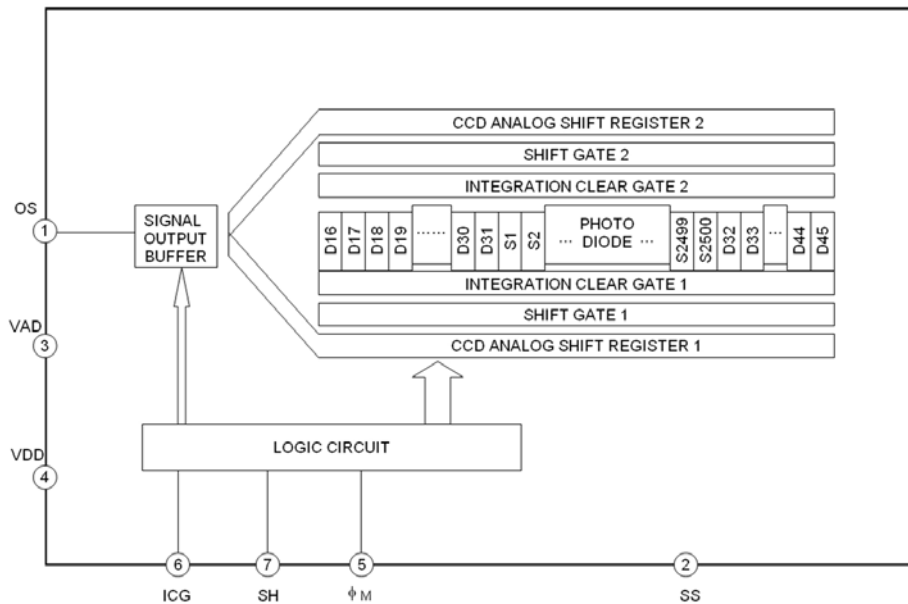 CCD ANALOG SHIFT REGISTER 2
SHIFT GATE 2
INTEGRATION CLEAR GATE 2
OS
1
SIGNAL
OUTPUT
BUFFER
D16
D17
D18
D19
......
D30
D31
S1
S2
PHOTO
... DIODE ...
S2499
S2500
D32
D33
...
D44
D45
INTEGRATION CLEAR GATE 1
SHIFT GATE 1
CCD ANALOG SHIFT REGISTER 1
VAD
3
LOGIC CIRCUIT
VDD
4
6
7
5
2
ICG
SH
ϕM
SS